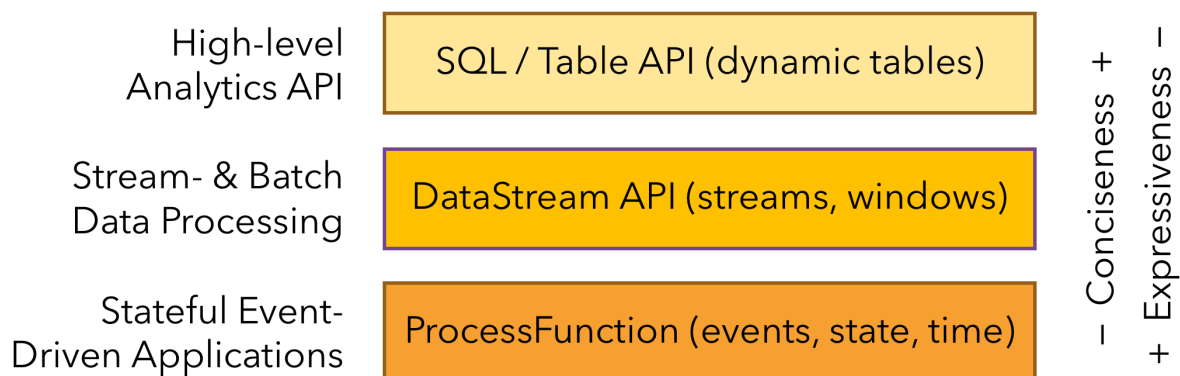 High-level
Analytics API
SQL / Table API (dynamic tables)
Stream- & Batch
Data Processing
DataStream API (streams, windows)
Stateful Event-
Driven Applications
ProcessFunction (events, state, time)
− Conciseness +
+ Expressiveness −